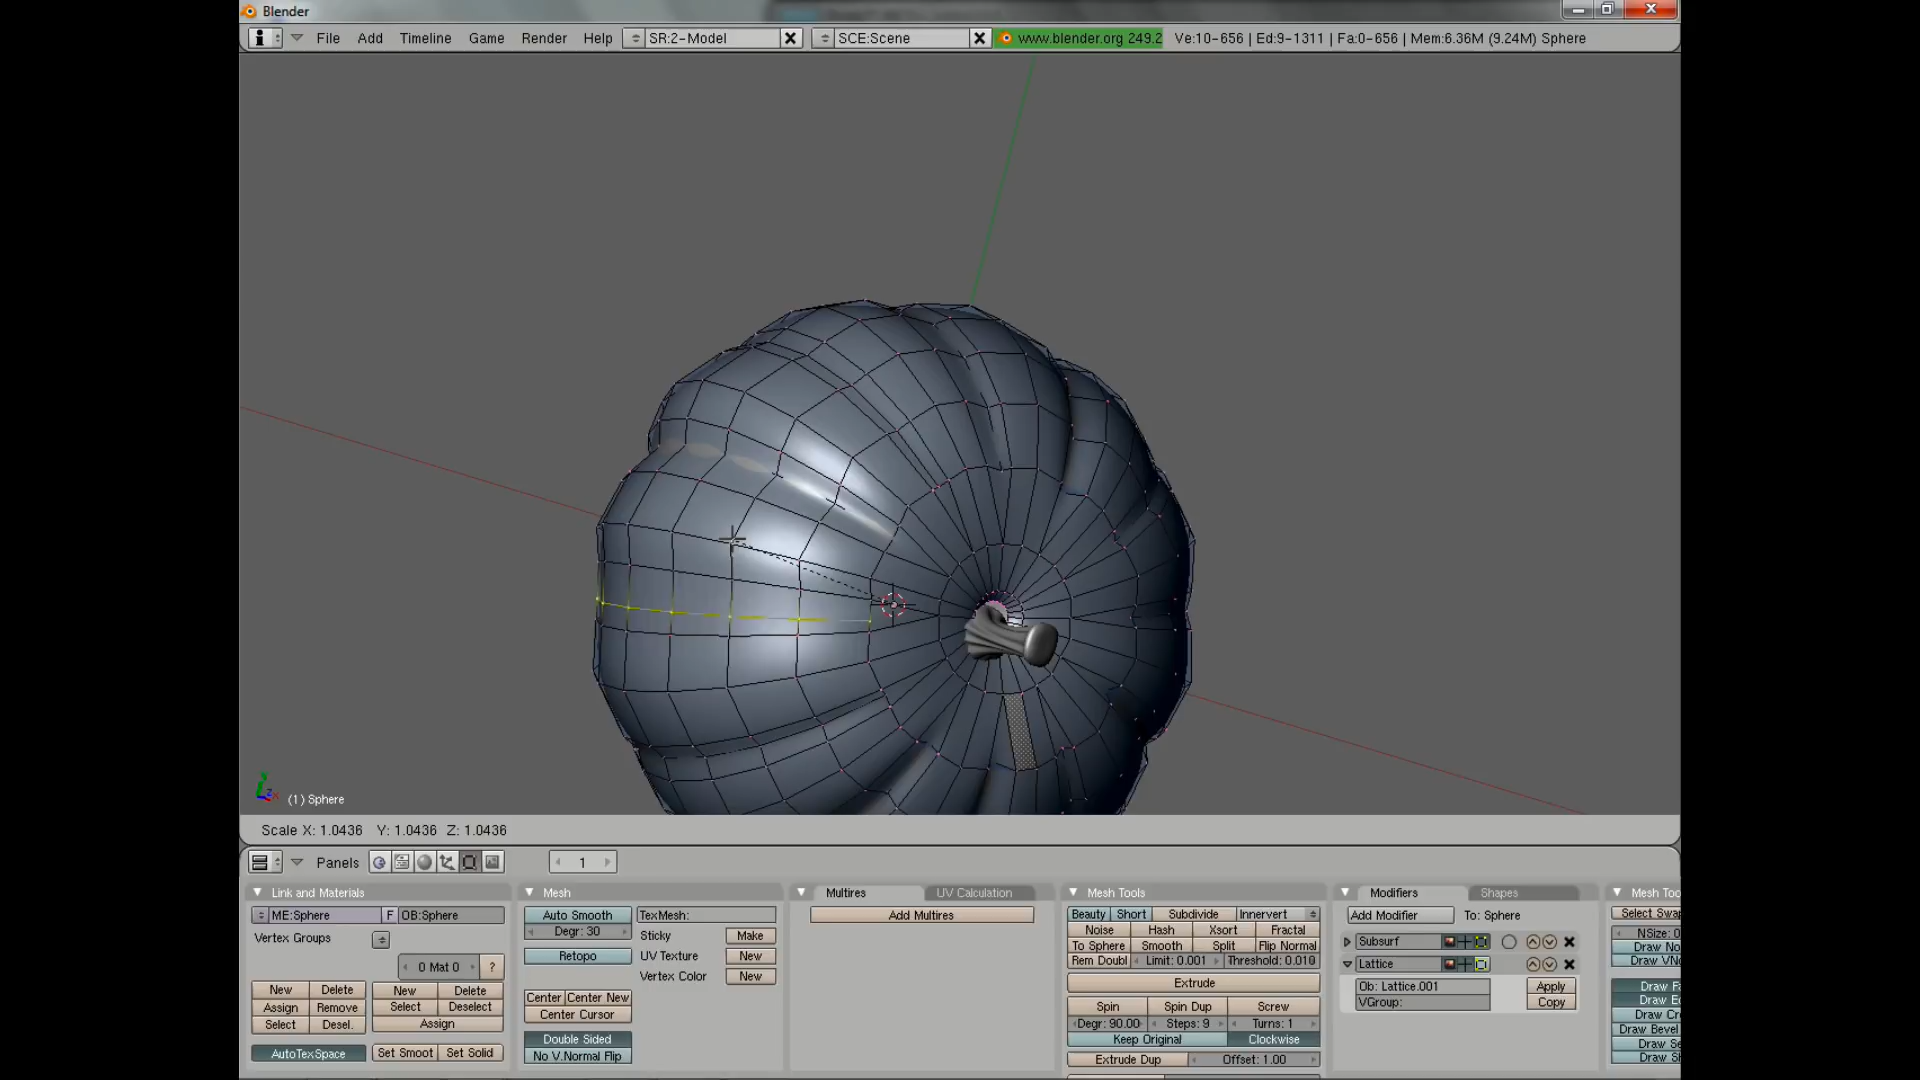 Blender
File Add Timeline Game Render Help SR:2-Model SCE:Scene www.blender.org 249.2 Ve:10-656 | Ed:9-1311 | Fa:0-656 | Mem:6.36M (9.24M) Sphere
(1) Sphere
Scale X: 1.0436 Y: 1.0436 Z: 1.0436
Panels 1
Link and Materials Mesh Multires UV Calculation Mesh Tools Modifiers Shapes
ME:Sphere F OB:Sphere Auto Smooth TexMesh: Add Multires Beauty Short Subdivide Innervert Add Modifier To: Sphere
Vertex Groups Degr: 30 Sticky Make Noise Hash Xsort Fractal Subsurf
Retopo UV Texture New To Sphere Smooth Split Flip Normal
0 Mat 0 ? Vertex Color New Rem Doubl Limit: 0.001 Threshold: 0.010 Lattice
New Delete New Delete Center Center New Extrude Ob: Lattice.001 Apply
Assign Remove Select Deselect Center Cursor Spin Spin Dup Screw VGroup: Copy
Select Desel. Assign Degr: 90.00 Steps: 9 Turns: 1
AutoTexSpace Set Smoot Set Solid Double Sided Keep Original Clockwise
No V.Normal Flip Extrude Dup Offset: 1.00